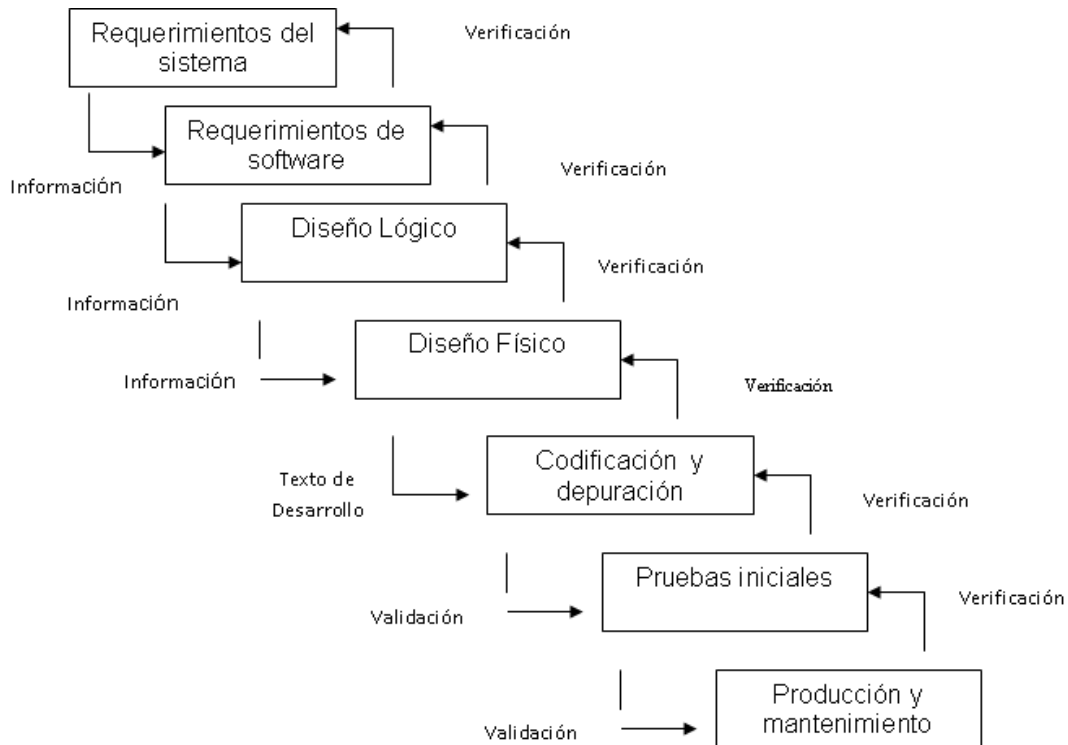 Requerimientos del
sistema
Verificación
Requerimientos de
software
Verificación
Información
Diseño Lógico
Verificación
Información
Diseño Físico
Información
Verificación
Codificación y
depuración
Texto de
Desarrollo
Verificación
Pruebas iniciales
Verificación
Validación
Producción y
mantenimiento
Validación